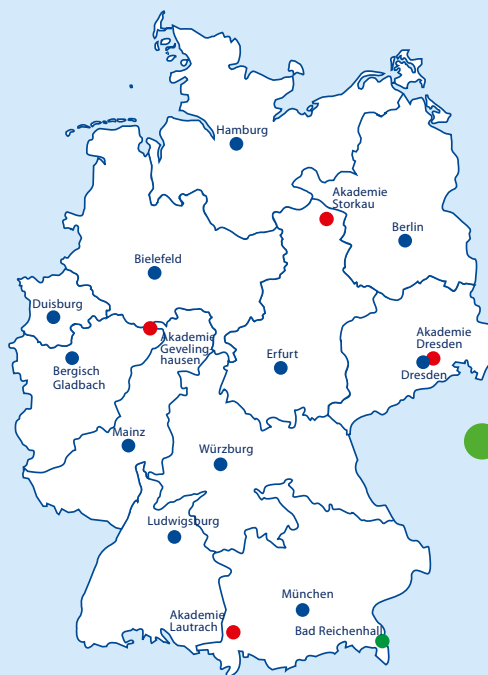 Hamburg
Akademie
Storkau
Berlin
Bielefeld
Duisburg
Akademie
Geveling-
hausen
Bergisch
Gladbach
Erfurt
Akademie
Dresden
Dresden
Mainz
Würzburg
Ludwigsburg
München
Akademie
Lautrach
Bad Reichenhall